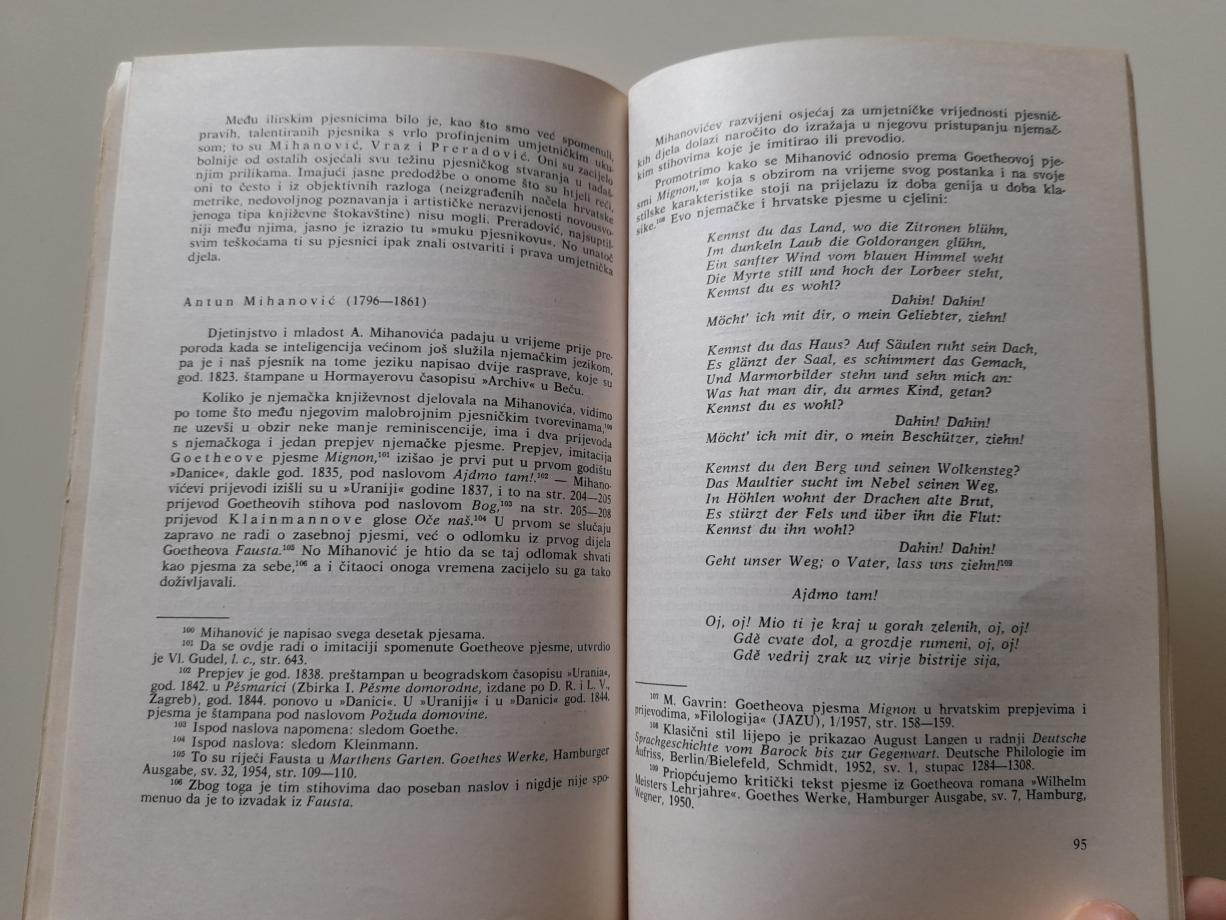 Među ilirskim pjesnicima bilo je, kao što smo već spomenuli,
pravih, talentiranih pjesnika s vrlo profinjenim umjetničkim uku-
som; to su Mihanović, Vraz i Preradović. Oni su zacijelo
bolnije od ostalih osjećali svu težinu pjesničkog stvaranja u tadaš-
njim prilikama. Imajući jasne predodžbe o onome što su htjeli reći,
oni to često i iz objektivnih razloga (neizgrađenih načela hrvatske
metrike, nedovoljnog poznavanja i artističke nerazvijenosti novousvo-
jenoga tipa književne štokavštine) nisu mogli. Preradović, najsuptil-
niji među njima, jasno je izrazio tu »muku pjesnikovu«. No unatoč
svim teškoćama ti su pjesnici ipak znali ostvariti i prava umjetnička
djela.
Antun Mihanović (1796—1861)
Djetinjstvo i mladost A. Mihanovića padaju u vrijeme prije pre-
poroda kada se inteligencija većinom još služila njemačkim jezikom,
pa je i naš pjesnik na tome jeziku napisao dvije rasprave, koje su
god. 1823. štampane u Hormayerovu časopisu »Archiv« u Beču.
Koliko je njemačka književnost djelovala na Mihanovića, vidimo
po tome što među njegovim malobrojnim pjesničkim tvorevinama,¹⁰⁰
ne uzevši u obzir neke manje reminiscencije, ima i dva prijevoda
s njemačkoga i jedan prepjev njemačke pjesme. Prepjev, imitacija
Goetheove pjesme Mignon,¹⁰¹ izišao je prvi put u prvom godištu
»Danice«, dakle god. 1835, pod naslovom Ajdmo tam!.¹⁰² — Mihano-
vićevi prijevodi izišli su u »Uraniji« godine 1837, i to na str. 204—205
prijevod Goetheovih stihova pod naslovom Bog,¹⁰³ na str. 205—208
prijevod Klainmannove glose Oče naš.¹⁰⁴ U prvom se slučaju
zapravo ne radi o zasebnoj pjesmi, već o odlomku iz prvog dijela
Goetheova Fausta.¹⁰⁵ No Mihanović je htio da se taj odlomak shvati
kao pjesma za sebe,¹⁰⁶ a i čitaoci onoga vremena zacijelo su ga tako
doživljavali.
¹⁰⁰ Mihanović je napisao svega desetak pjesama.
¹⁰¹ Da se ovdje radi o imitaciji spomenute Goetheove pjesme, utvrdio
je Vl. Gudel, l. c., str. 643.
¹⁰² Prepjev je god. 1838. preštampan u beogradskom časopisu »Urania«,
god. 1842. u Pěsmarici (Zbirka I. Pěsme domorodne, izdane po D. R. i L. V.,
Zagreb), god. 1844. ponovo u »Danici«. U »Uraniji« i u »Danici« god. 1844.
pjesma je štampana pod naslovom Požuda domovine.
¹⁰³ Ispod naslova napomena: sledom Goethe.
¹⁰⁴ Ispod naslova: sledom Kleinmann.
¹⁰⁵ To su riječi Fausta u Marthens Garten. Goethes Werke, Hamburger
Ausgabe, sv. 32, 1954, str. 109—110.
¹⁰⁶ Zbog toga je tim stihovima dao poseban naslov i nigdje nije spo-
menuo da je to izvadak iz Fausta.
Mihanovićev razvijeni osjećaj za umjetničke vrijednosti pjesnič-
kih djela dolazi naročito do izražaja u njegovu pristupanju njemač-
kim stihovima koje je imitirao ili prevodio.
Promotrimo kako se Mihanović odnosio prema Goetheovoj pje-
smi Mignon,¹⁰⁷ koja s obzirom na vrijeme svog postanka i na svoje
stilske karakteristike stoji na prijelazu iz doba genija u doba kla-
sike.¹⁰⁸ Evo njemačke i hrvatske pjesme u cjelini:
Kennst du das Land, wo die Zitronen blühn,
Im dunkeln Laub die Goldorangen glühn,
Ein sanfter Wind vom blauen Himmel weht
Die Myrte still und hoch der Lorbeer steht,
Kennst du es wohl?
Dahin! Dahin!
Möcht' ich mit dir, o mein Geliebter, ziehn!
Kennst du das Haus? Auf Säulen ruht sein Dach,
Es glänzt der Saal, es schimmert das Gemach,
Und Marmorbilder stehn und sehn mich an:
Was hat man dir, du armes Kind, getan?
Kennst du es wohl?
Dahin! Dahin!
Möcht' ich mit dir, o mein Beschützer, ziehn!
Kennst du den Berg und seinen Wolkensteg?
Das Maultier sucht im Nebel seinen Weg,
In Höhlen wohnt der Drachen alte Brut,
Es stürzt der Fels und über ihn die Flut:
Kennst du ihn wohl?
Dahin! Dahin!
Geht unser Weg; o Vater, lass uns ziehn!¹⁰⁹
Ajdmo tam!
Oj, oj! Mio ti je kraj u gorah zelenih, oj, oj!
Gdě cvate dol, a grozdje rumeni, oj, oj!
Gdě vedrij zrak uz virje bistrije sija,
¹⁰⁷ M. Gavrin: Goetheova pjesma Mignon u hrvatskim prepjevima i
prijevodima, »Filologija« (JAZU), 1/1957, str. 158—159.
¹⁰⁸ Klasični stil lijepo je prikazao August Langen u radnji Deutsche
Sprachgeschichte vom Barock bis zur Gegenwart. Deutsche Philologie im
Aufriss, Berlin/Bielefeld, Schmidt, 1952, sv. 1, stupac 1284—1308.
¹⁰⁹ Priopćujemo kritički tekst pjesme iz Goetheova romana »Wilhelm
Meisters Lehrjahre«. Goethes Werke, Hamburger Ausgabe, sv. 7, Hamburg,
Wegner, 1950.
95